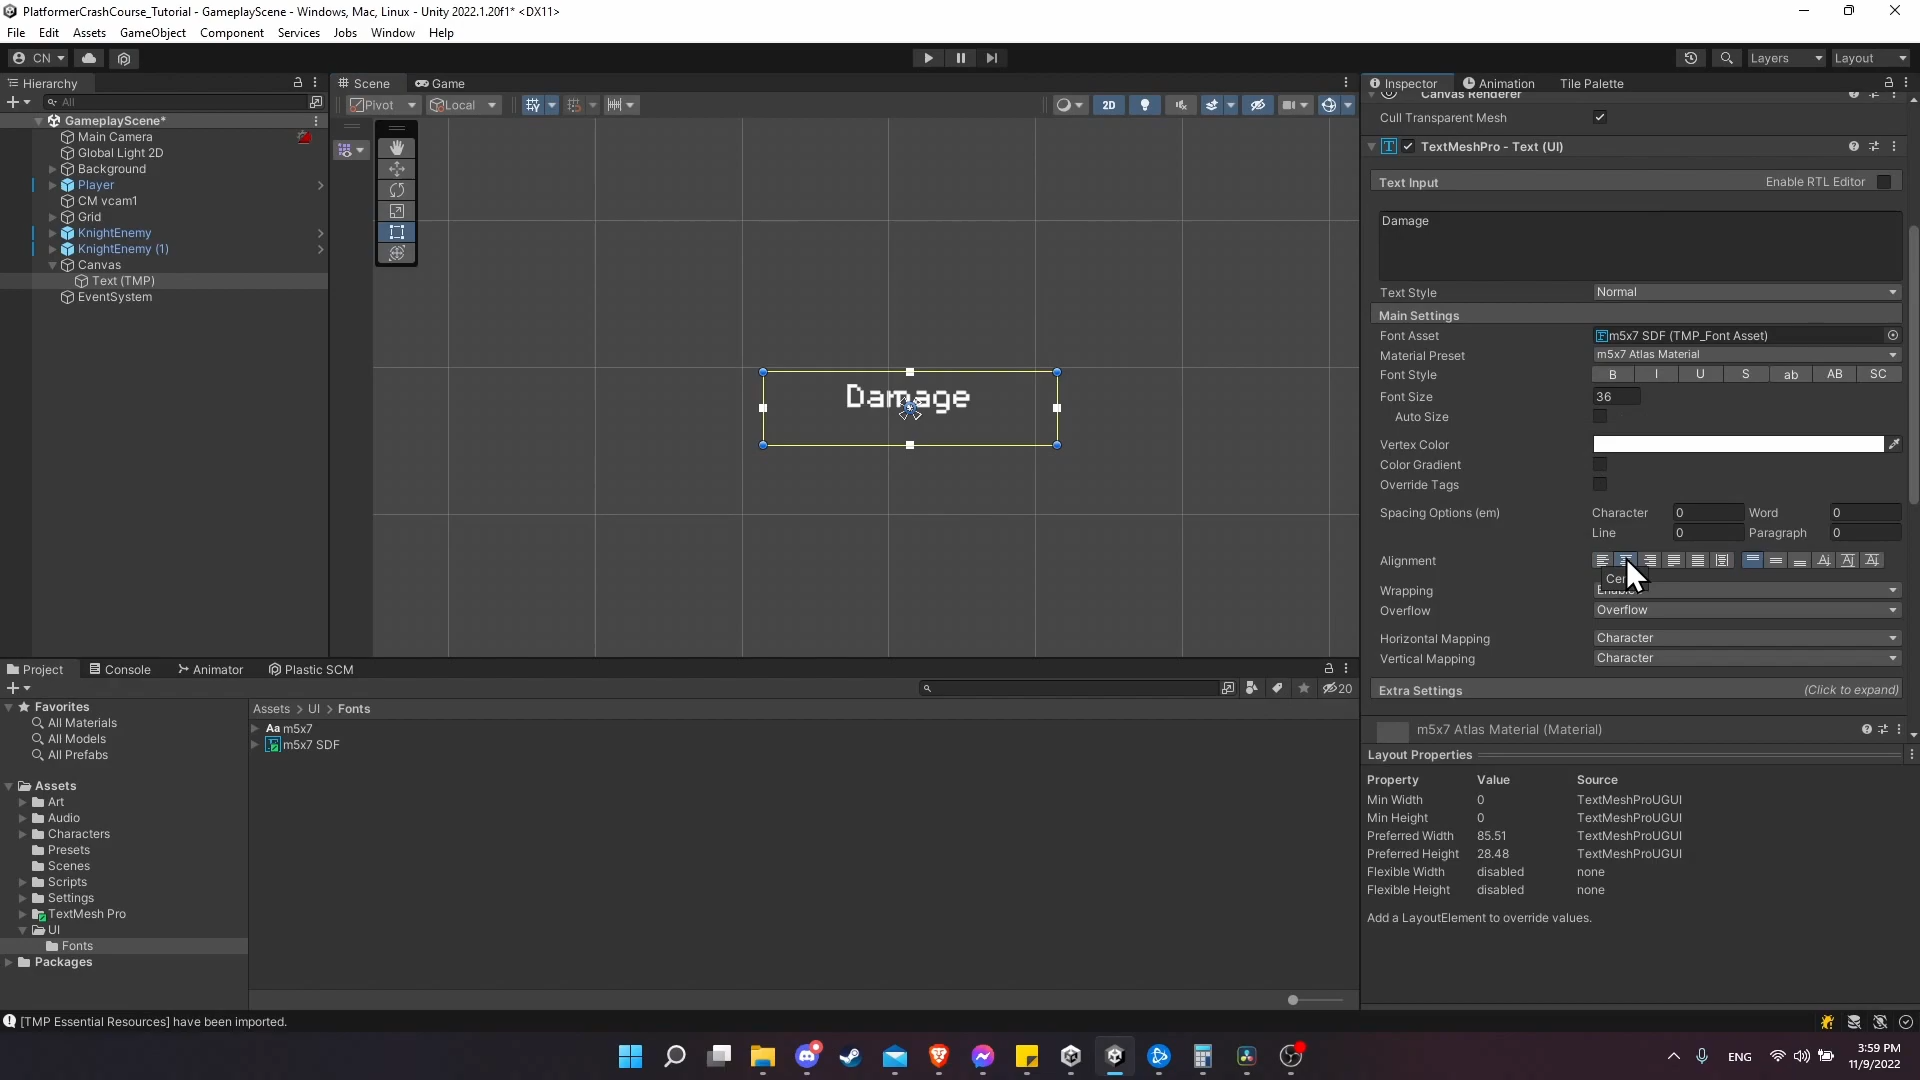 PlatformerCrashCourse_Tutorial - GameplayScene - Windows, Mac, Linux - Unity 2022.1.20f1* <DX11>
File Edit Assets GameObject Component Services Jobs Window Help
CN
Layers
Layout
Hierarchy
Scene
Game
Inspector
Animation
Tile Palette
All
Pivot
Local
2D
Canvas Renderer
GameplayScene*
Main Camera
Global Light 2D
Background
Player
CM vcam1
Grid
KnightEnemy
KnightEnemy (1)
Canvas
Text (TMP)
EventSystem
Damage
Cull Transparent Mesh
TextMeshPro - Text (UI)
Text Input
Enable RTL Editor
Damage
Text Style Normal
Main Settings
Font Asset m5x7 SDF (TMP_Font Asset)
Material Preset m5x7 Atlas Material
Font Style B I U S ab AB SC
Font Size 36
Auto Size
Vertex Color
Color Gradient
Override Tags
Spacing Options (em) Character 0 Word 0
Line 0 Paragraph 0
Alignment
Wrapping
Overflow Overflow
Horizontal Mapping Character
Vertical Mapping Character
Extra Settings (Click to expand)
m5x7 Atlas Material (Material)
Layout Properties
Property Value Source
Min Width 0 TextMeshProUGUI
Min Height 0 TextMeshProUGUI
Preferred Width 85.51 TextMeshProUGUI
Preferred Height 28.48 TextMeshProUGUI
Flexible Width disabled none
Flexible Height disabled none
Add a LayoutElement to override values.
Project
Console
Animator
Plastic SCM
20
Favorites
All Materials
All Models
All Prefabs
Assets
Art
Audio
Characters
Presets
Scenes
Scripts
Settings
TextMesh Pro
UI
Fonts
Packages
Assets > UI > Fonts
Aa m5x7
m5x7 SDF
[TMP Essential Resources] have been imported.
ENG
3:59 PM
11/9/2022